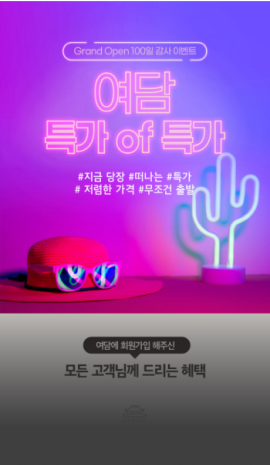 Grand Open 100일 감사 이벤트
여담
특가 of 특가
#지금 당장 #떠나는 #특가
# 저렴한 가격 #무조건 출발
여담에 회원가입 해주신
모든 고객님께 드리는 혜택